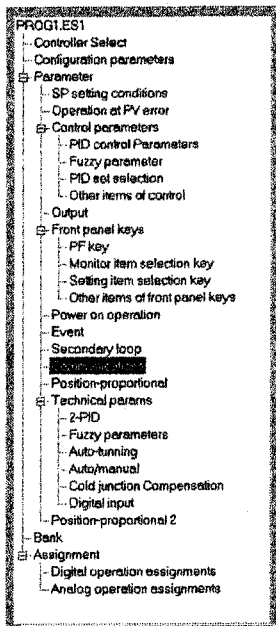 PROG1.ES1
Controller Select
Configuration parameters
Parameter
SP setting conditions
Operation at PV error
Control parameters
PID control Parameters
Fuzzy parameter
PID set selection
Other items of control
Output
Front panel keys
PF key
Monitor item selection key
Setting item selection key
Other items of front panel keys
Power on operation
Event
Secondary loop
Position-proportional
Technical params
2-PID
Fuzzy parameters
Auto-tunning
Auto/manual
Cold junction Compensation
Digital input
Position-proportional 2
Bank
Assignment
Digital operation assignments
Analog operation assignments